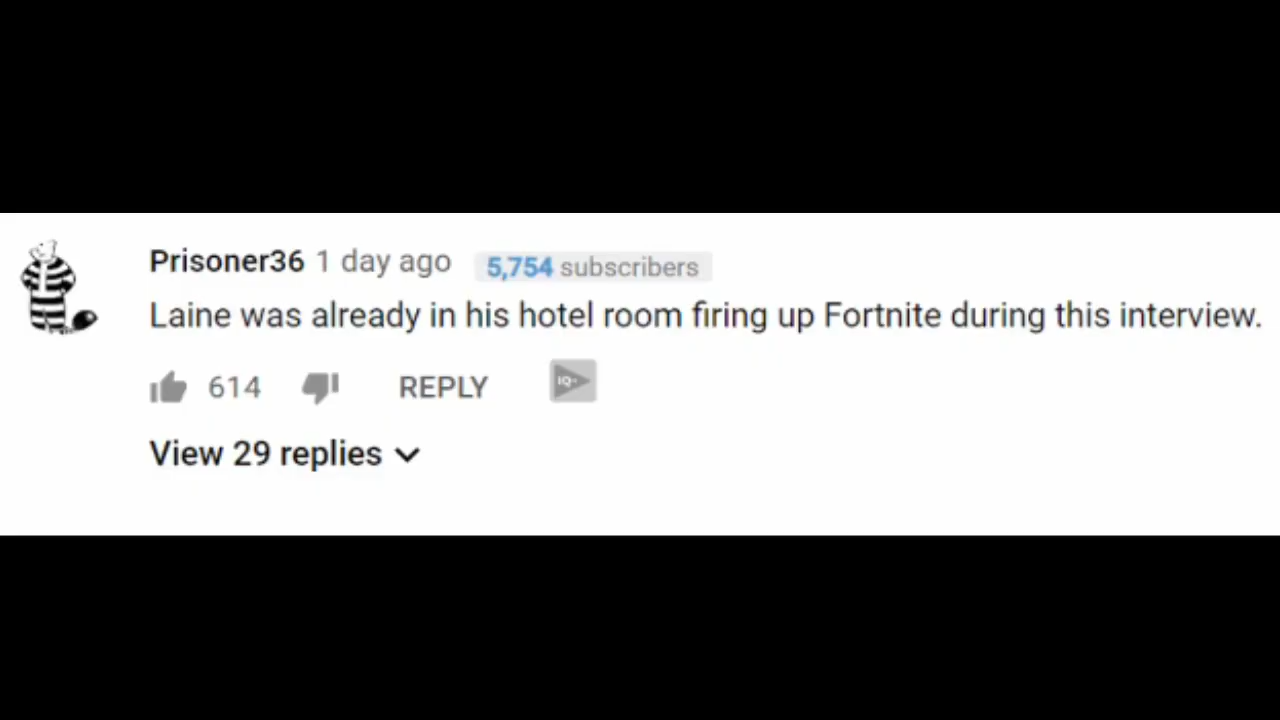 Prisoner36 1 day ago 5,754 subscribers
Laine was already in his hotel room firing up Fortnite during this interview.
614 REPLY IQ
View 29 replies